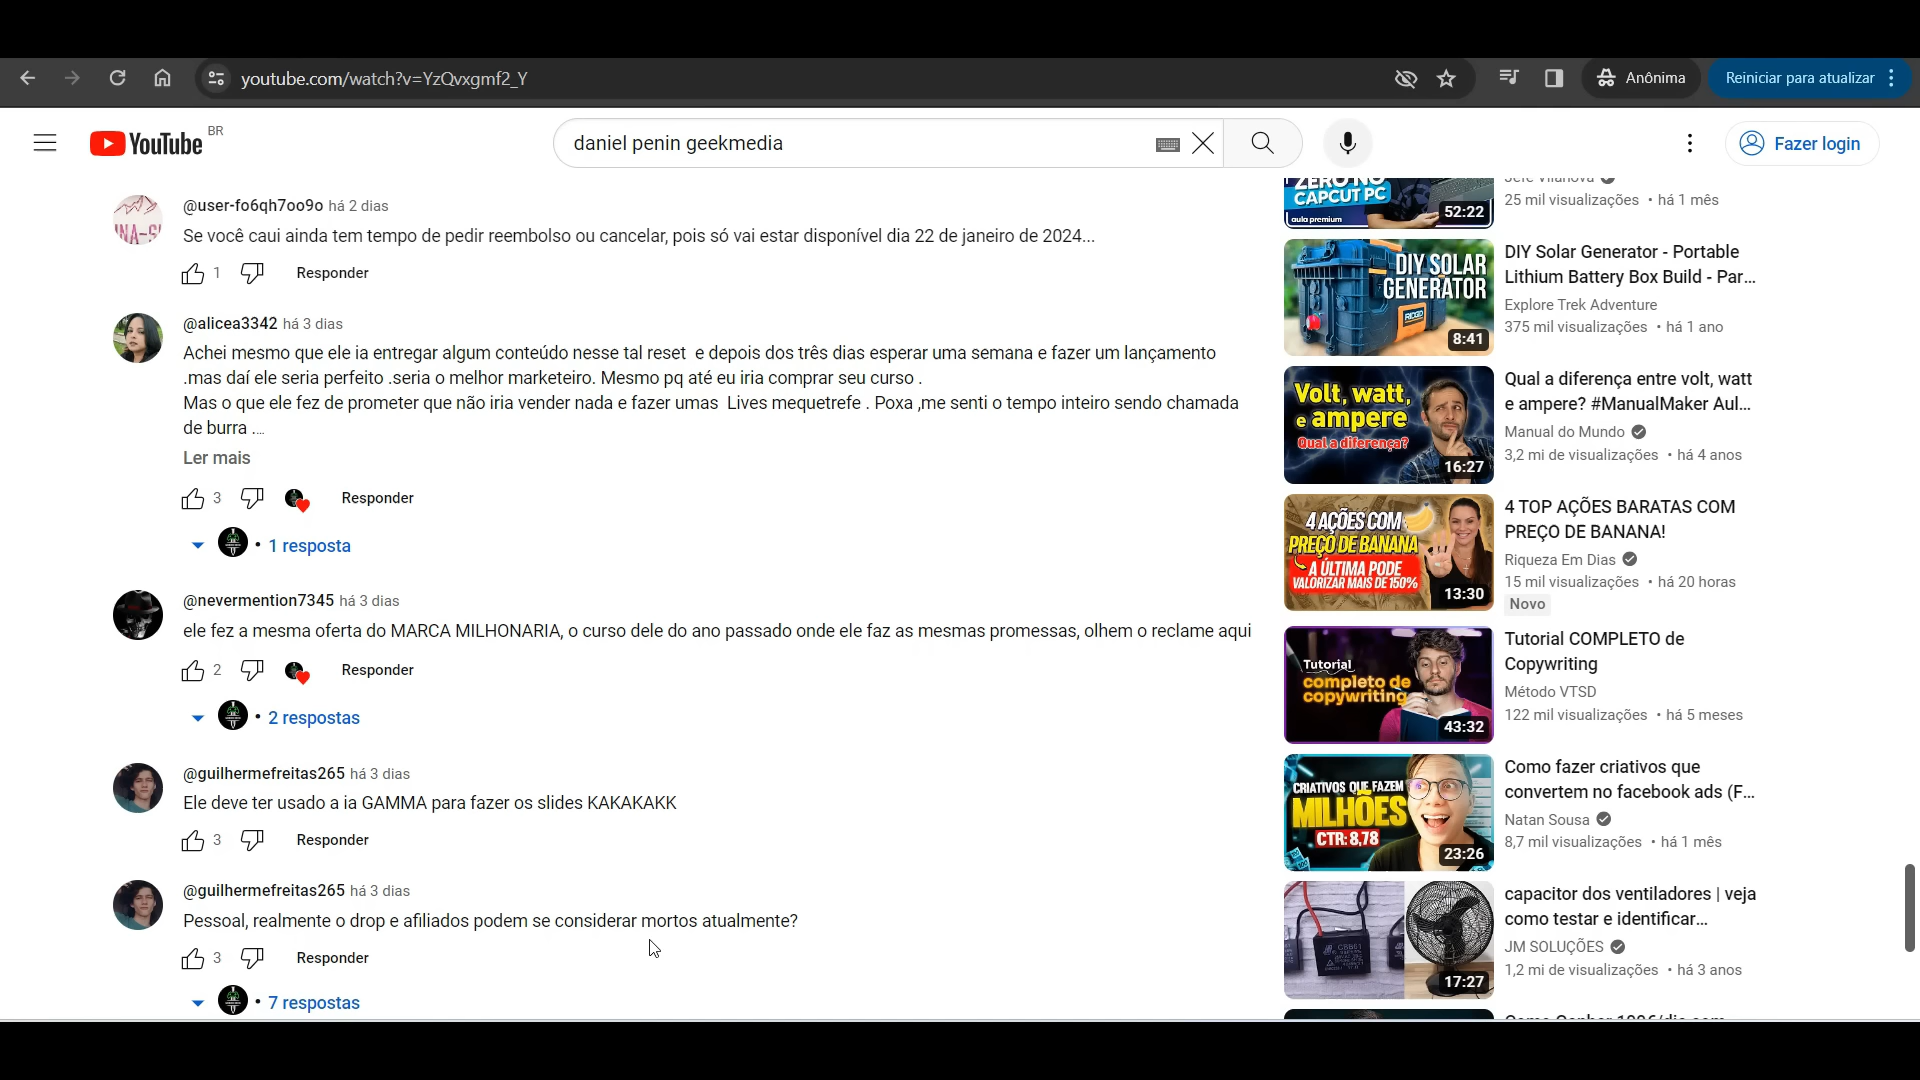 youtube.com/watch?v=YzQvxgmf2_Y
Anônima
Reiniciar para atualizar
YouTube
BR
daniel penin geekmedia
Fazer login
@user-fo6qh7oo9o há 2 dias
Se você caui ainda tem tempo de pedir reembolso ou cancelar, pois só vai estar disponível dia 22 de janeiro de 2024...
1
Responder
@alicea3342 há 3 dias
Achei mesmo que ele ia entregar algum conteúdo nesse tal reset e depois dos três dias esperar uma semana e fazer um lançamento
.mas daí ele seria perfeito .seria o melhor marketeiro. Mesmo pq até eu iria comprar seu curso .
Mas o que ele fez de prometer que não iria vender nada e fazer umas Lives mequetrefe . Poxa ,me senti o tempo inteiro sendo chamada
de burra ...
Ler mais
3
Responder
• 1 resposta
@nevermention7345 há 3 dias
ele fez a mesma oferta do MARCA MILHONARIA, o curso dele do ano passado onde ele faz as mesmas promessas, olhem o reclame aqui
2
Responder
• 2 respostas
@guilhermefreitas265 há 3 dias
Ele deve ter usado a ia GAMMA para fazer os slides KAKAKAKK
3
Responder
@guilhermefreitas265 há 3 dias
Pessoal, realmente o drop e afiliados podem se considerar mortos atualmente?
3
Responder
• 7 respostas
ZERO NO
CAPCUT PC
aula premium
52:22
25 mil visualizações • há 1 mês
DIY SOLAR
GENERATOR
RIDGID
8:41
DIY Solar Generator - Portable
Lithium Battery Box Build - Par...
Explore Trek Adventure
375 mil visualizações • há 1 ano
Volt, watt,
e ampere
Qual a diferença?
16:27
Qual a diferença entre volt, watt
e ampere? #ManualMaker Aul...
Manual do Mundo
3,2 mi de visualizações • há 4 anos
4 AÇÕES COM
PREÇO DE BANANA
A ÚLTIMA PODE
VALORIZAR MAIS DE 150%
13:30
4 TOP AÇÕES BARATAS COM
PREÇO DE BANANA!
Riqueza Em Dias
15 mil visualizações • há 20 horas
Novo
Tutorial
completo de
copywriting
43:32
Tutorial COMPLETO de
Copywriting
Método VTSD
122 mil visualizações • há 5 meses
CRIATIVOS QUE FAZEM
MILHÕES
CTR: 8,78
23:26
Como fazer criativos que
convertem no facebook ads (F...
Natan Sousa
8,7 mil visualizações • há 1 mês
CBB61
17:27
capacitor dos ventiladores | veja
como testar e identificar...
JM SOLUÇÕES
1,2 mi de visualizações • há 3 anos